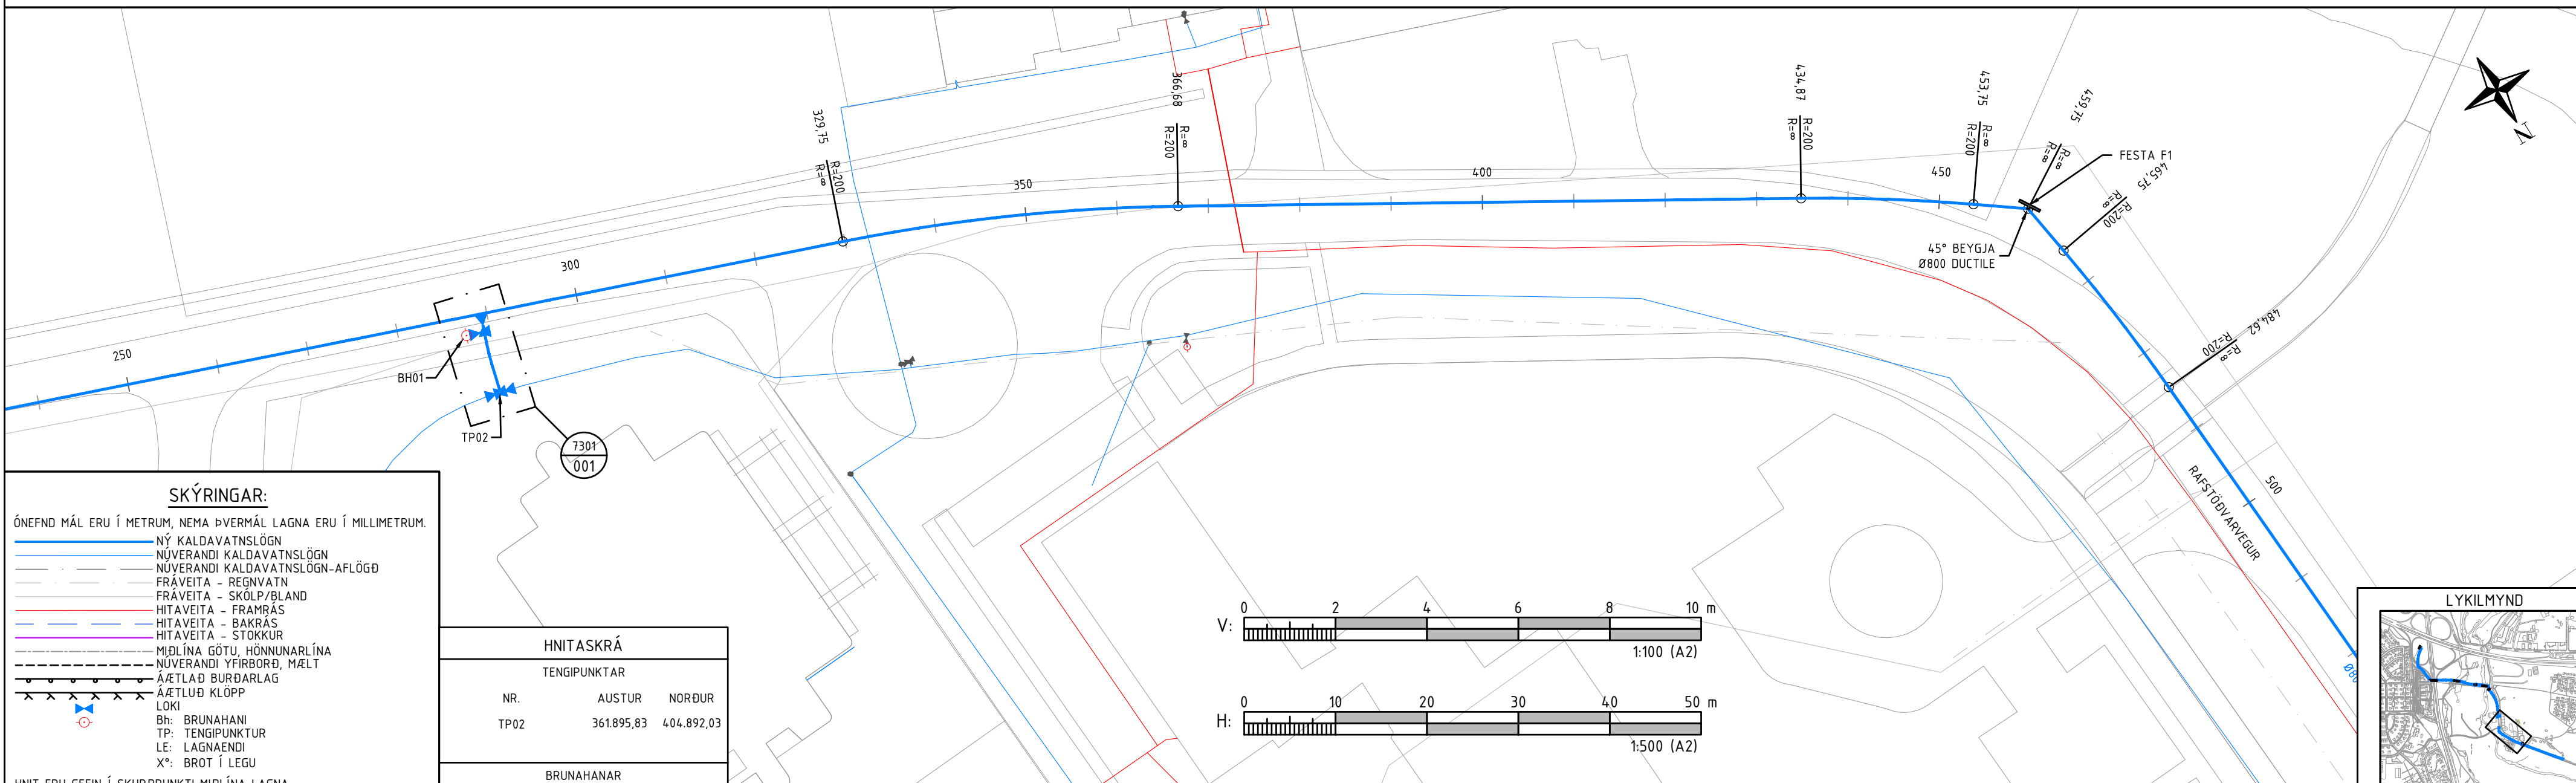 250
300
350
400
450
500
329,75
R=∞
R=200
366,68
R=200
R=∞
434,87
R=∞
R=200
453,75
R=200
R=∞
459,75
R=∞
R=∞
FESTA F1
465,75
R=∞
R=200
484,62
R=200
R=∞
45° BEYGJA
Ø800 DUCTILE
N
BH01
TP02
7301
001
RAFSTÖÐVARVEGUR
SKÝRINGAR:
ÓNEFND MÁL ERU Í METRUM, NEMA ÞVERMÁL LAGNA ERU Í MILLIMETRUM.
NÝ KALDAVATNSLÖGN
NÚVERANDI KALDAVATNSLÖGN
NÚVERANDI KALDAVATNSLÖGN-AFLÖGÐ
FRÁVEITA - REGNVATN
FRÁVEITA - SKÓLP/BLAND
HITAVEITA - FRAMRÁS
HITAVEITA - BAKRÁS
HITAVEITA - STOKKUR
MIÐLÍNA GÖTU, HÖNNUNARLÍNA
NÚVERANDI YFIRBORÐ, MÆLT
ÁÆTLAÐ BURÐARLAG
ÁÆTLUÐ KLÖPP
LOKI
Bh: BRUNAHANI
TP: TENGIPUNKTUR
LE: LAGNAENDI
X°: BROT Í LEGU
HNIT ERU GEFIN Í SKURÐPUNKTI MIÐLÍNA LAGNA
HNITASKRÁ
TENGIPUNKTAR
NR. AUSTUR NORÐUR
TP02 361.895,83 404.892,03
BRUNAHANAR
V: 0 2 4 6 8 10 m
1:100 (A2)
H: 0 10 20 30 40 50 m
1:500 (A2)
LYKILMYND